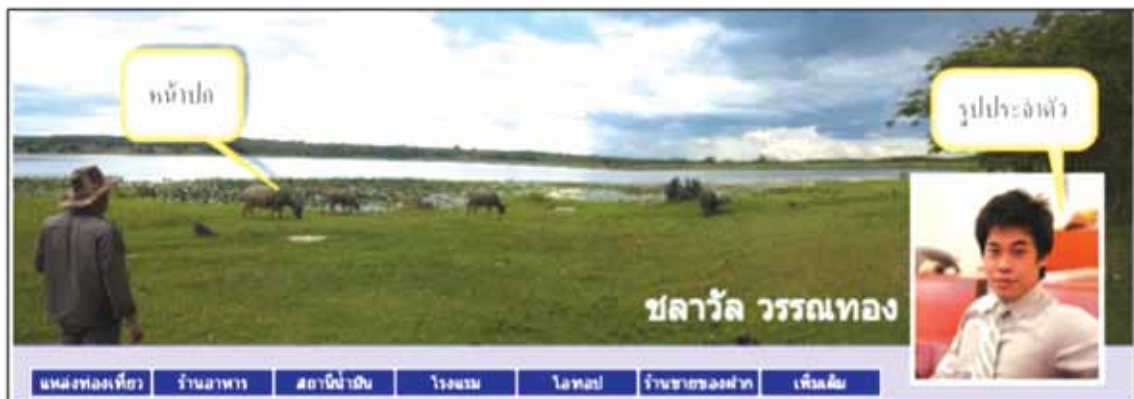 หน้าปก
รูปประจำตัว
ชลาวัล วรรณทอง
แหล่งท่องเที่ยว ร้านอาหาร สถานีน้ำมัน โรงแรม โอทอป ร้านขายของฝาก เพิ่มเติม